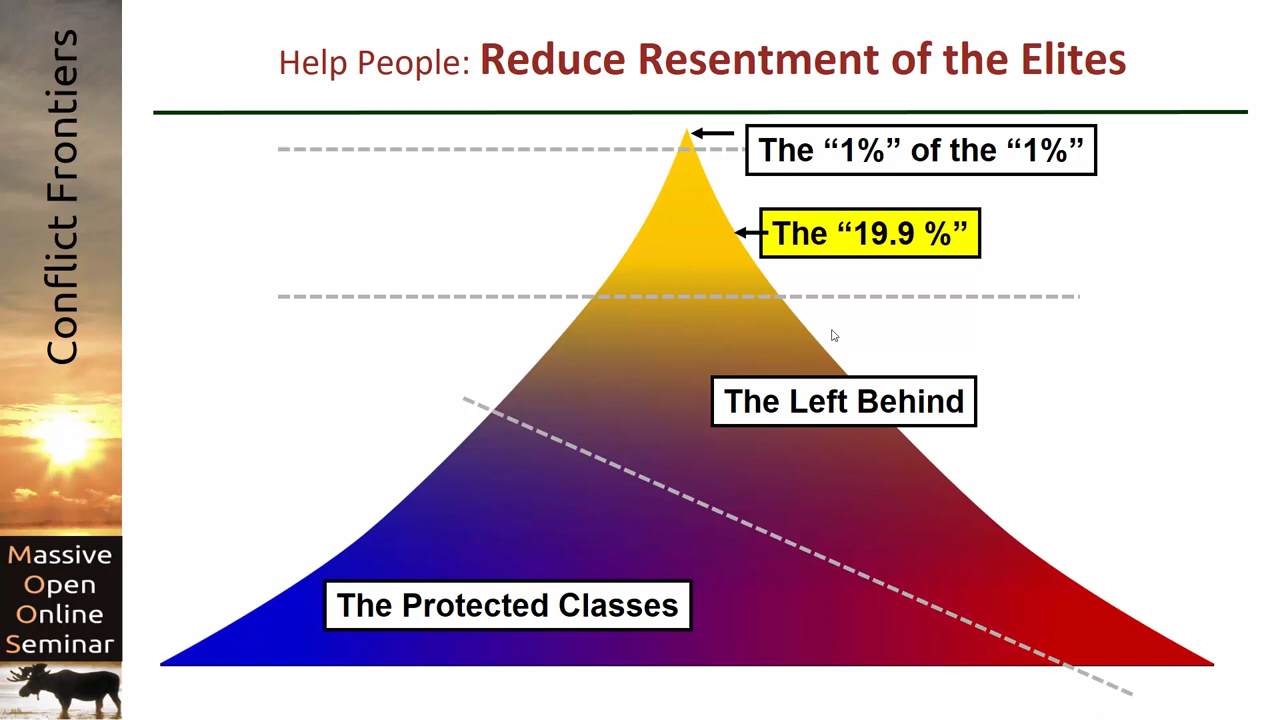 Conflict Frontiers
Massive
Open
Online
Seminar
Help People: Reduce Resentment of the Elites
The “1%” of the “1%”
The “19.9 %”
The Left Behind
The Protected Classes